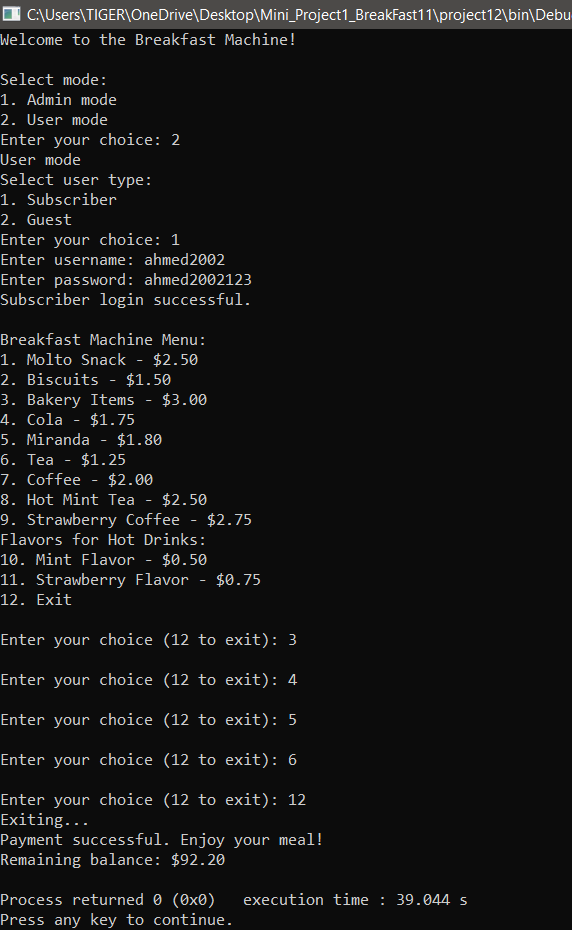 C:\Users\TIGER\OneDrive\Desktop\Mini_Project1_BreakFast11\project12\bin\Debu
Welcome to the Breakfast Machine!
Select mode:
1. Admin mode
2. User mode
Enter your choice: 2
User mode
Select user type:
1. Subscriber
2. Guest
Enter your choice: 1
Enter username: ahmed2002
Enter password: ahmed2002123
Subscriber login successful.
Breakfast Machine Menu:
1. Molto Snack - $2.50
2. Biscuits - $1.50
3. Bakery Items - $3.00
4. Cola - $1.75
5. Miranda - $1.80
6. Tea - $1.25
7. Coffee - $2.00
8. Hot Mint Tea - $2.50
9. Strawberry Coffee - $2.75
Flavors for Hot Drinks:
10. Mint Flavor - $0.50
11. Strawberry Flavor - $0.75
12. Exit
Enter your choice (12 to exit): 3
Enter your choice (12 to exit): 4
Enter your choice (12 to exit): 5
Enter your choice (12 to exit): 6
Enter your choice (12 to exit): 12
Exiting...
Payment successful. Enjoy your meal!
Remaining balance: $92.20
Process returned 0 (0x0)   execution time : 39.044 s
Press any key to continue.